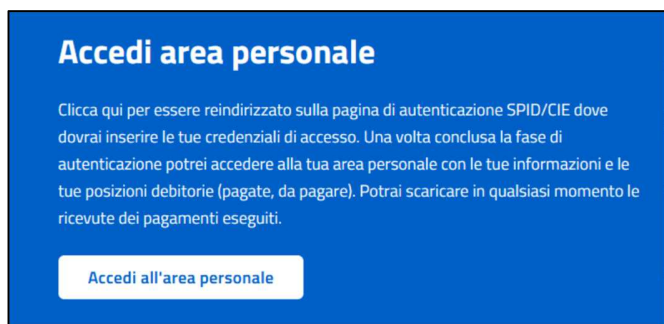 Accedi area personale
Clicca qui per essere reindirizzato sulla pagina di autenticazione SPID/CIE dove
dovrai inserire le tue credenziali di accesso. Una volta conclusa la fase di
autenticazione potrei accedere alla tua area personale con le tue informazioni e le
tue posizioni debitorie (pagate, da pagare). Potrai scaricare in qualsiasi momento le
ricevute dei pagamenti eseguiti.
Accedi all'area personale